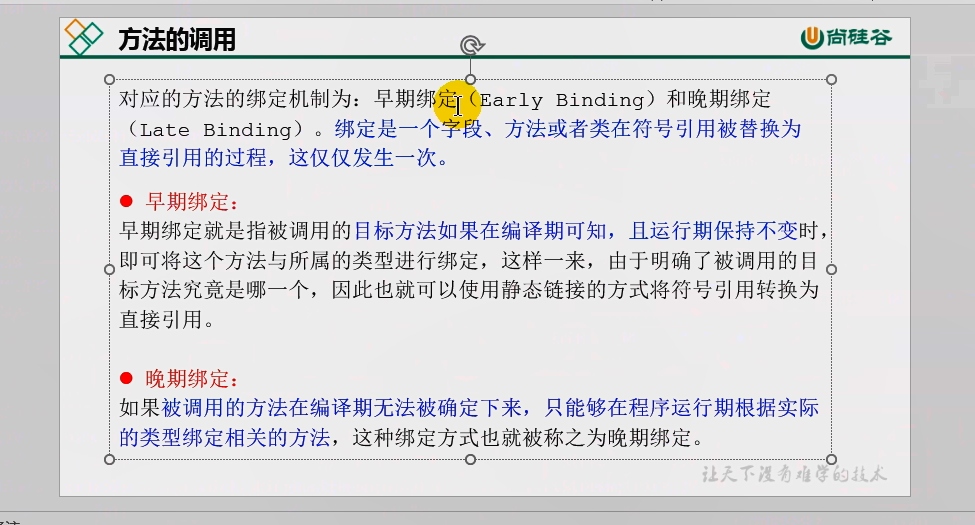 方法的调用
尚硅谷
对应的方法的绑定机制为：早期绑定（Early Binding）和晚期绑定
（Late Binding）。绑定是一个字段、方法或者类在符号引用被替换为
直接引用的过程，这仅仅发生一次。
● 早期绑定：
早期绑定就是指被调用的目标方法如果在编译期可知，且运行期保持不变时，
即可将这个方法与所属的类型进行绑定，这样一来，由于明确了被调用的目
标方法究竟是哪一个，因此也就可以使用静态链接的方式将符号引用转换为
直接引用。
● 晚期绑定：
如果被调用的方法在编译期无法被确定下来，只能够在程序运行期根据实际
的类型绑定相关的方法，这种绑定方式也就被称之为晚期绑定。
让天下没有难学的技术